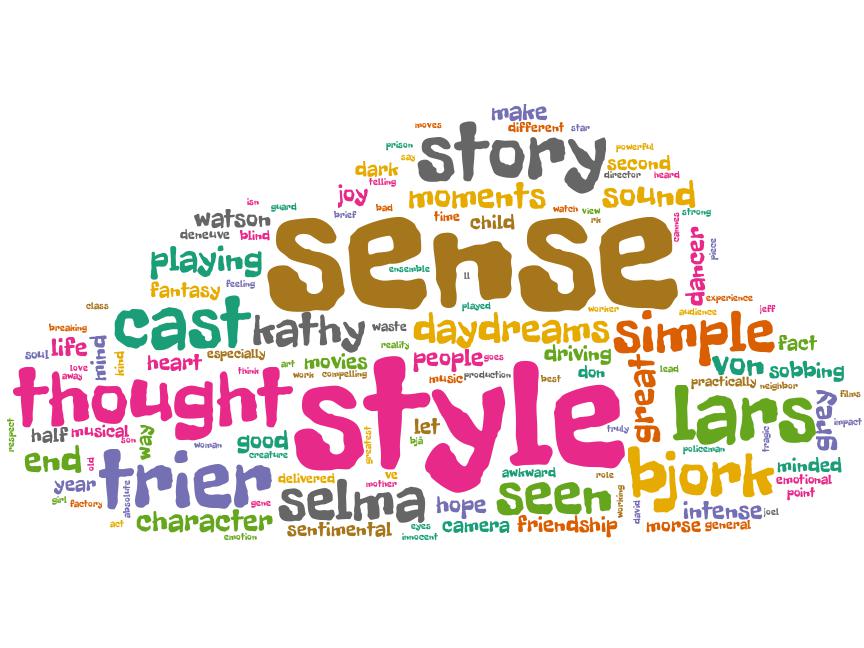 make
moves
different
star
story
prison
powerful
say
dark
second
director
heard
telling
joy
moments
sound
isn
guard
brief
bad
time
child
watch
view
rk
strong
cannes
watson
deneuve
blind
sense
dancer
piece
playing
ensemble
ll
feeling
fantasy
experience
class
played
worker
audience
jeff
cast
kathy
waste
daydreams
simple
breaking
reality
fact
soul
life
mind
kind
heart
especially
art
movies
people
goes
driving
von
sobbing
love
away
think
work
compelling
music
production
best
don
great
lead
practically
neighbor
thought
style
lars
grey
films
impact
respect
half
musical
son
way
woman
good
creature
greatest
let
bjã
truly
tragic
policeman
end
old
trier
delivered
ve
mother
awkward
role
bjork
minded
emotional
point
year
girl
factory
absolute
gene
selma
hope
seen
working
david
intense
joel
act
character
emotion
sentimental
eyes
innocent
camera
friendship
morse
general